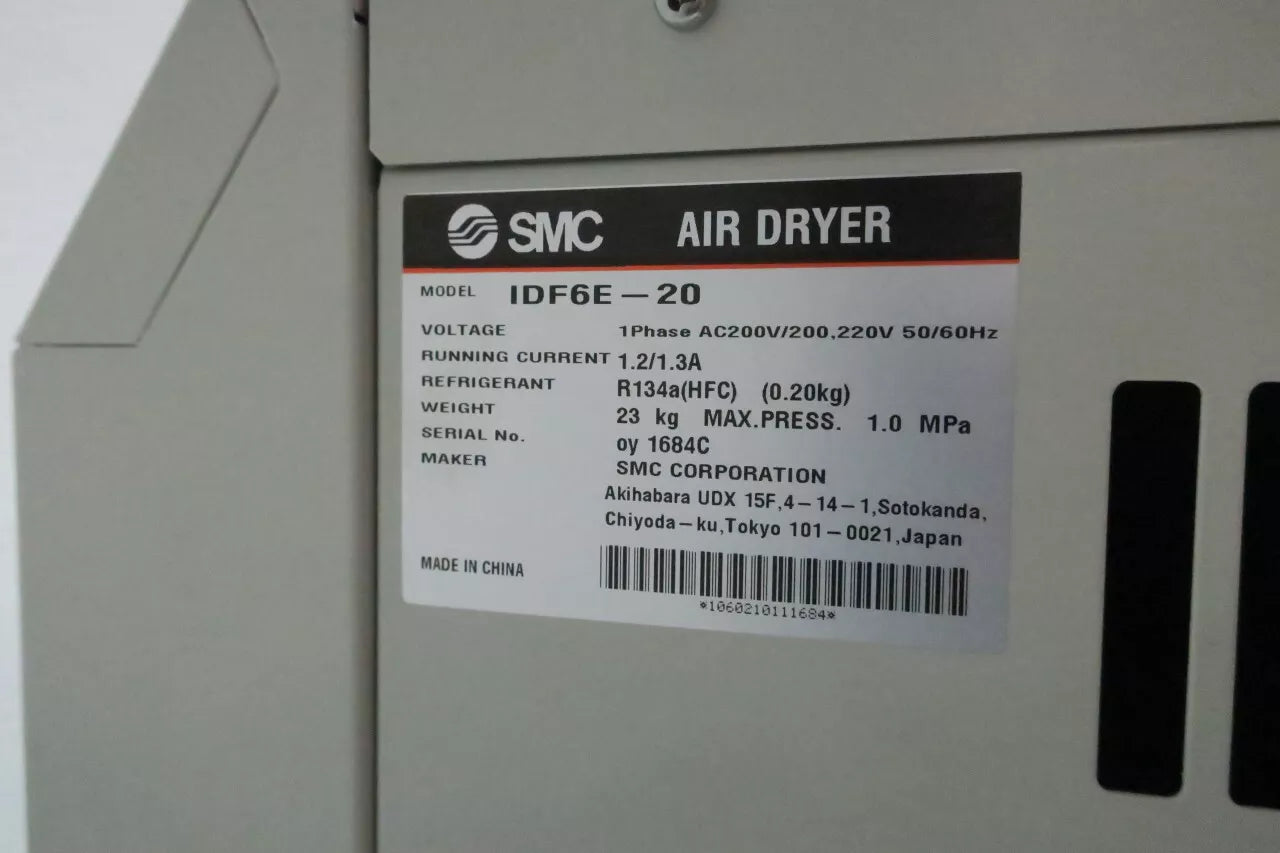 SMC AIR DRYER
MODEL IDF6E-20
VOLTAGE 1Phase AC200V/200,220V 50/60Hz
RUNNING CURRENT 1.2/1.3A
REFRIGERANT R134a(HFC) (0.20kg)
WEIGHT 23 kg MAX.PRESS. 1.0 MPa
SERIAL No. oy 1684C
MAKER SMC CORPORATION
Akihabara UDX 15F,4-14-1,Sotokanda,
Chiyoda-ku,Tokyo 101-0021,Japan
MADE IN CHINA
*1060210111684*